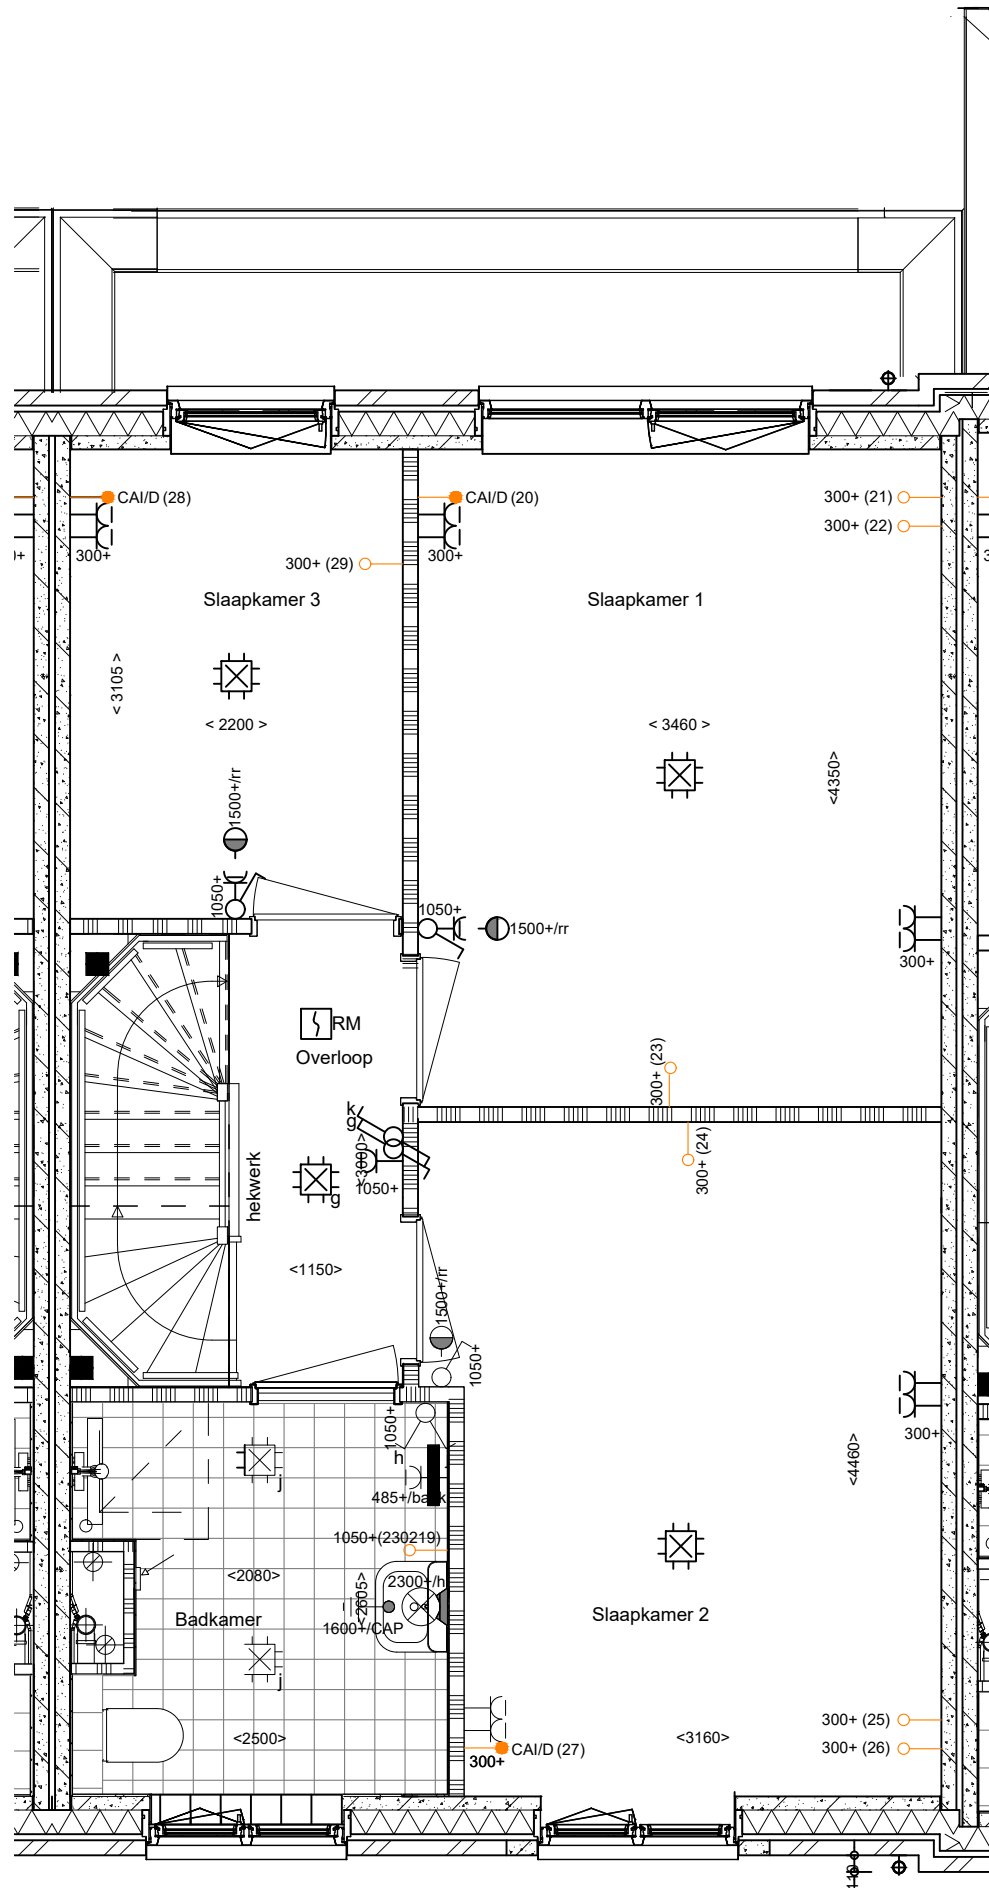 CAI/D (28)
CAI/D (20)
300+ (21)
300+ (22)
300+
300+
300+ (29)
Slaapkamer 3
Slaapkamer 1
< 3105 >
< 2200 >
< 3460 >
<4350>
1500+/rr
1050+
1050+
1500+/rr
300+
RM
Overloop
300+ (23)
k
g
<3000>
1050+
300+ (24)
g
hekwerk
<1150>
1500+/rr
1050+
1050+
300+
h
j
485+/badk
<4460>
1050+(230219)
<2080>
<2605>
2300+/h
Badkamer
1600+/CAP
Slaapkamer 2
j
<2500>
<3160>
300+ (25)
300+ (26)
CAI/D (27)
300+
110